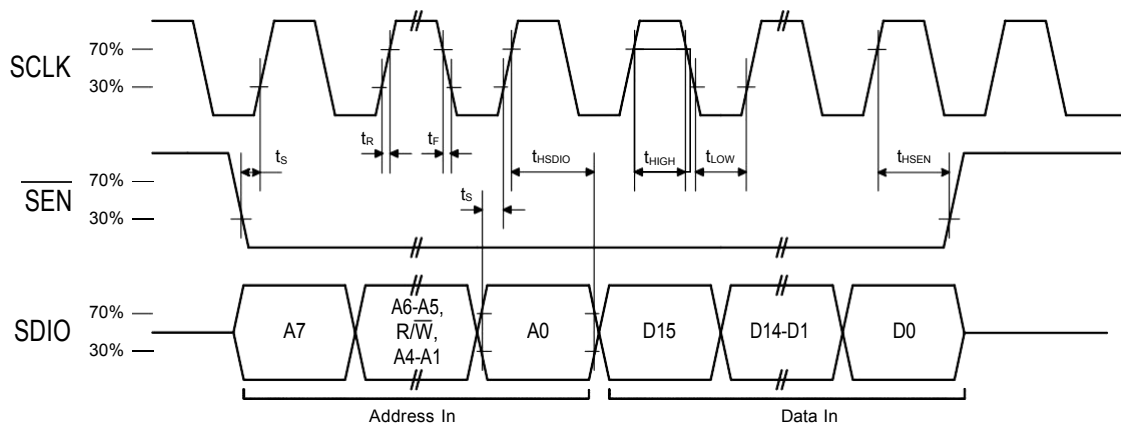 SCLK
70%
30%
tS
tR
tF
tHSDIO
tHIGH
tLOW
tHSEN
tS
SEN
70%
30%
SDIO
70%
30%
A7
A6-A5,
R/W,
A4-A1
A0
D15
D14-D1
D0
Address In
Data In